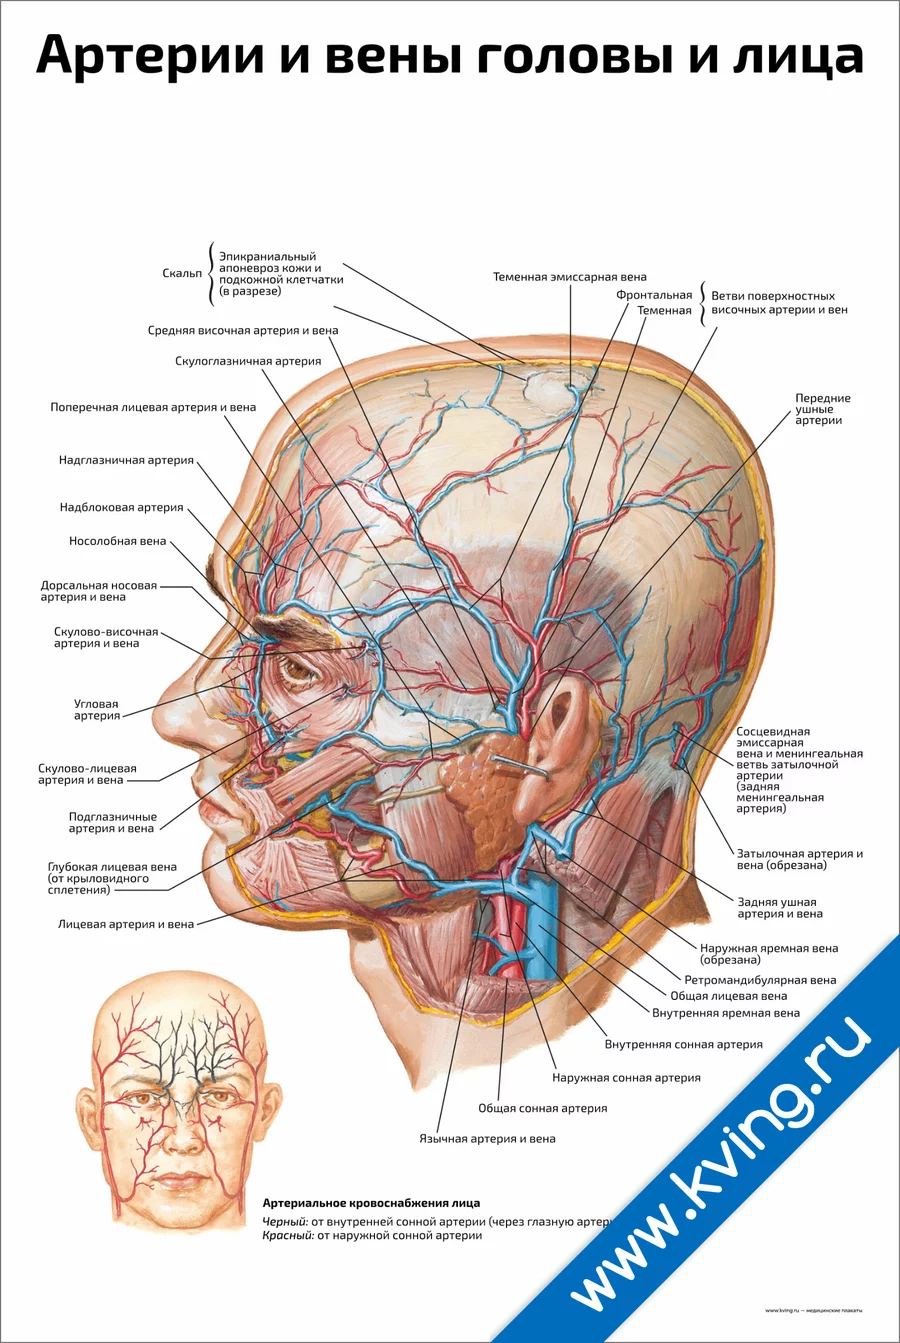 Артерии и вены головы и лица
Скальп
Эпикраниальный
апоневроз кожи и
подкожной клетчатки
(в разрезе)
Теменная эмиссарная вена
Фронтальная
Теменная
Ветви поверхностных
височных артерии и вен
Средняя височная артерия и вена
Скулоглазничная артерия
Поперечная лицевая артерия и вена
Передние
ушные
артерии
Надглазничная артерия
Надблоковая артерия
Носолобная вена
Дорсальная носовая
артерия и вена
Скулово-височная
артерия и вена
Угловая
артерия
Скулово-лицевая
артерия и вена
Подглазничные
артерия и вена
Глубокая лицевая вена
(от крыловидного
сплетения)
Лицевая артерия и вена
Сосцевидная
эмиссарная
вена и менингеальная
ветвь затылочной
артерии
(задняя
менингеальная
артерия)
Затылочная артерия и
вена (обрезана)
Задняя ушная
артерия и вена
Наружная яремная вена
(обрезана)
Ретромандибулярная вена
Общая лицевая вена
Внутренняя яремная вена
Внутренняя сонная артерия
Наружная сонная артерия
Общая сонная артерия
Язычная артерия и вена
Артериальное кровоснабжения лица
Черный: от внутренней сонной артерии (через глазную
Красный: от наружной сонной артерии
www.kving.ru
www.kving.ru — медицинские плакаты